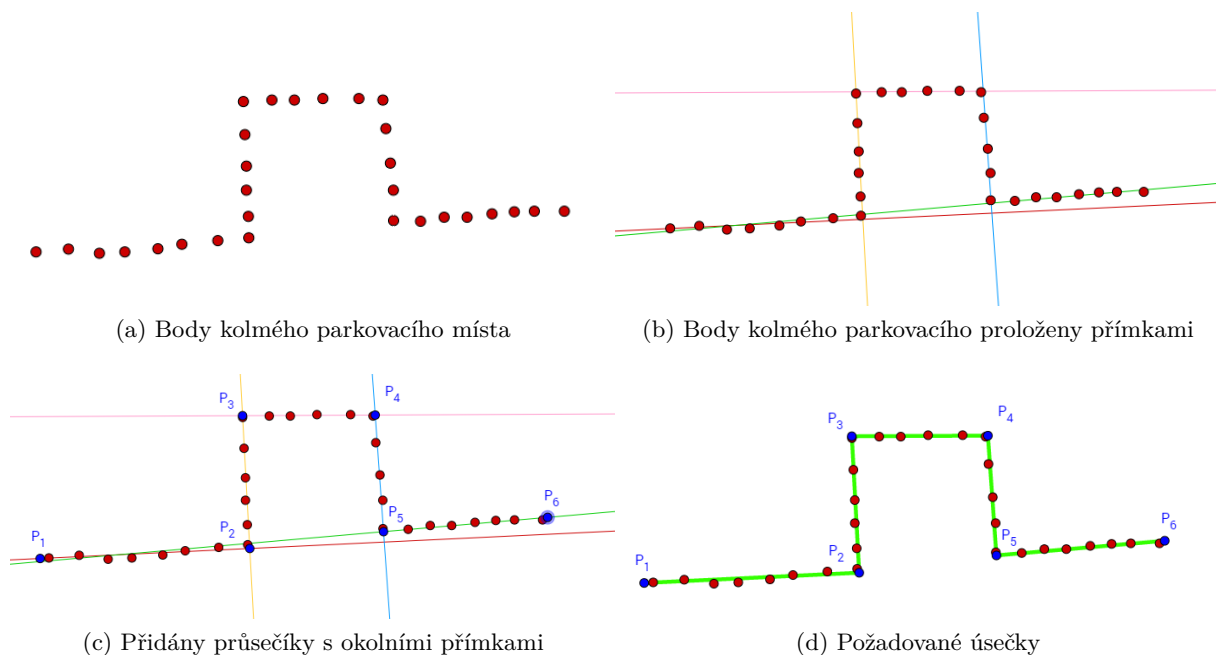 (a) Body kolmého parkovacího místa
(b) Body kolmého parkovacího proloženy přímkami
P3
P4
P1
P2
P5
P6
(c) Přidány průsečíky s okolními přímkami
P3
P4
P1
P2
P5
P6
(d) Požadované úsečky